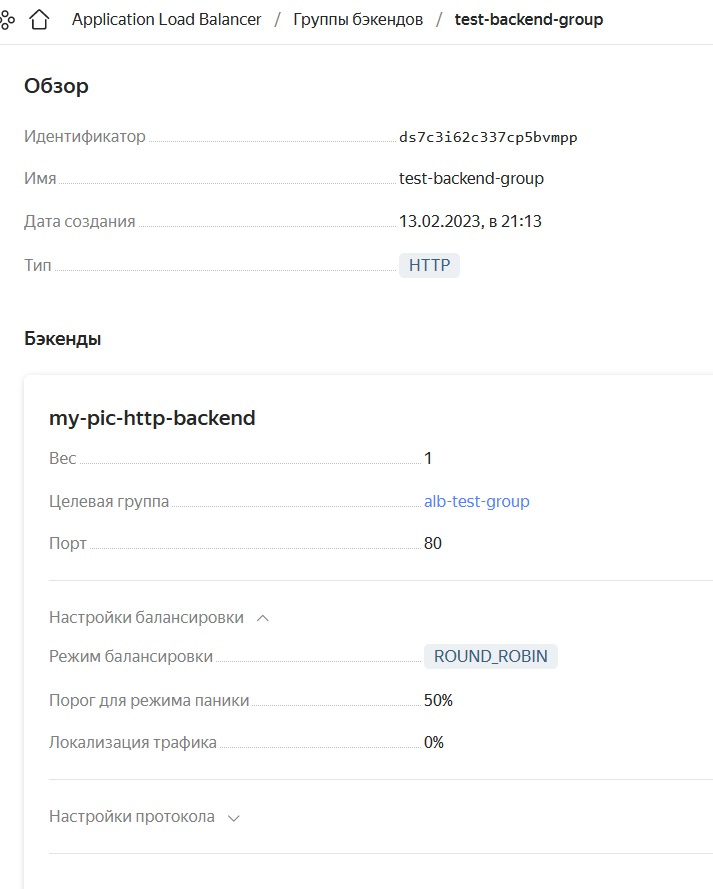 Application Load Balancer / Группы бэкендов / test-backend-group
Обзор
Идентификатор ds7c3i62c337cp5bvmpp
Имя test-backend-group
Дата создания 13.02.2023, в 21:13
Тип HTTP
Бэкенды
my-pic-http-backend
Вес 1
Целевая группа alb-test-group
Порт 80
Настройки балансировки
Режим балансировки ROUND_ROBIN
Порог для режима паники 50%
Локализация трафика 0%
Настройки протокола